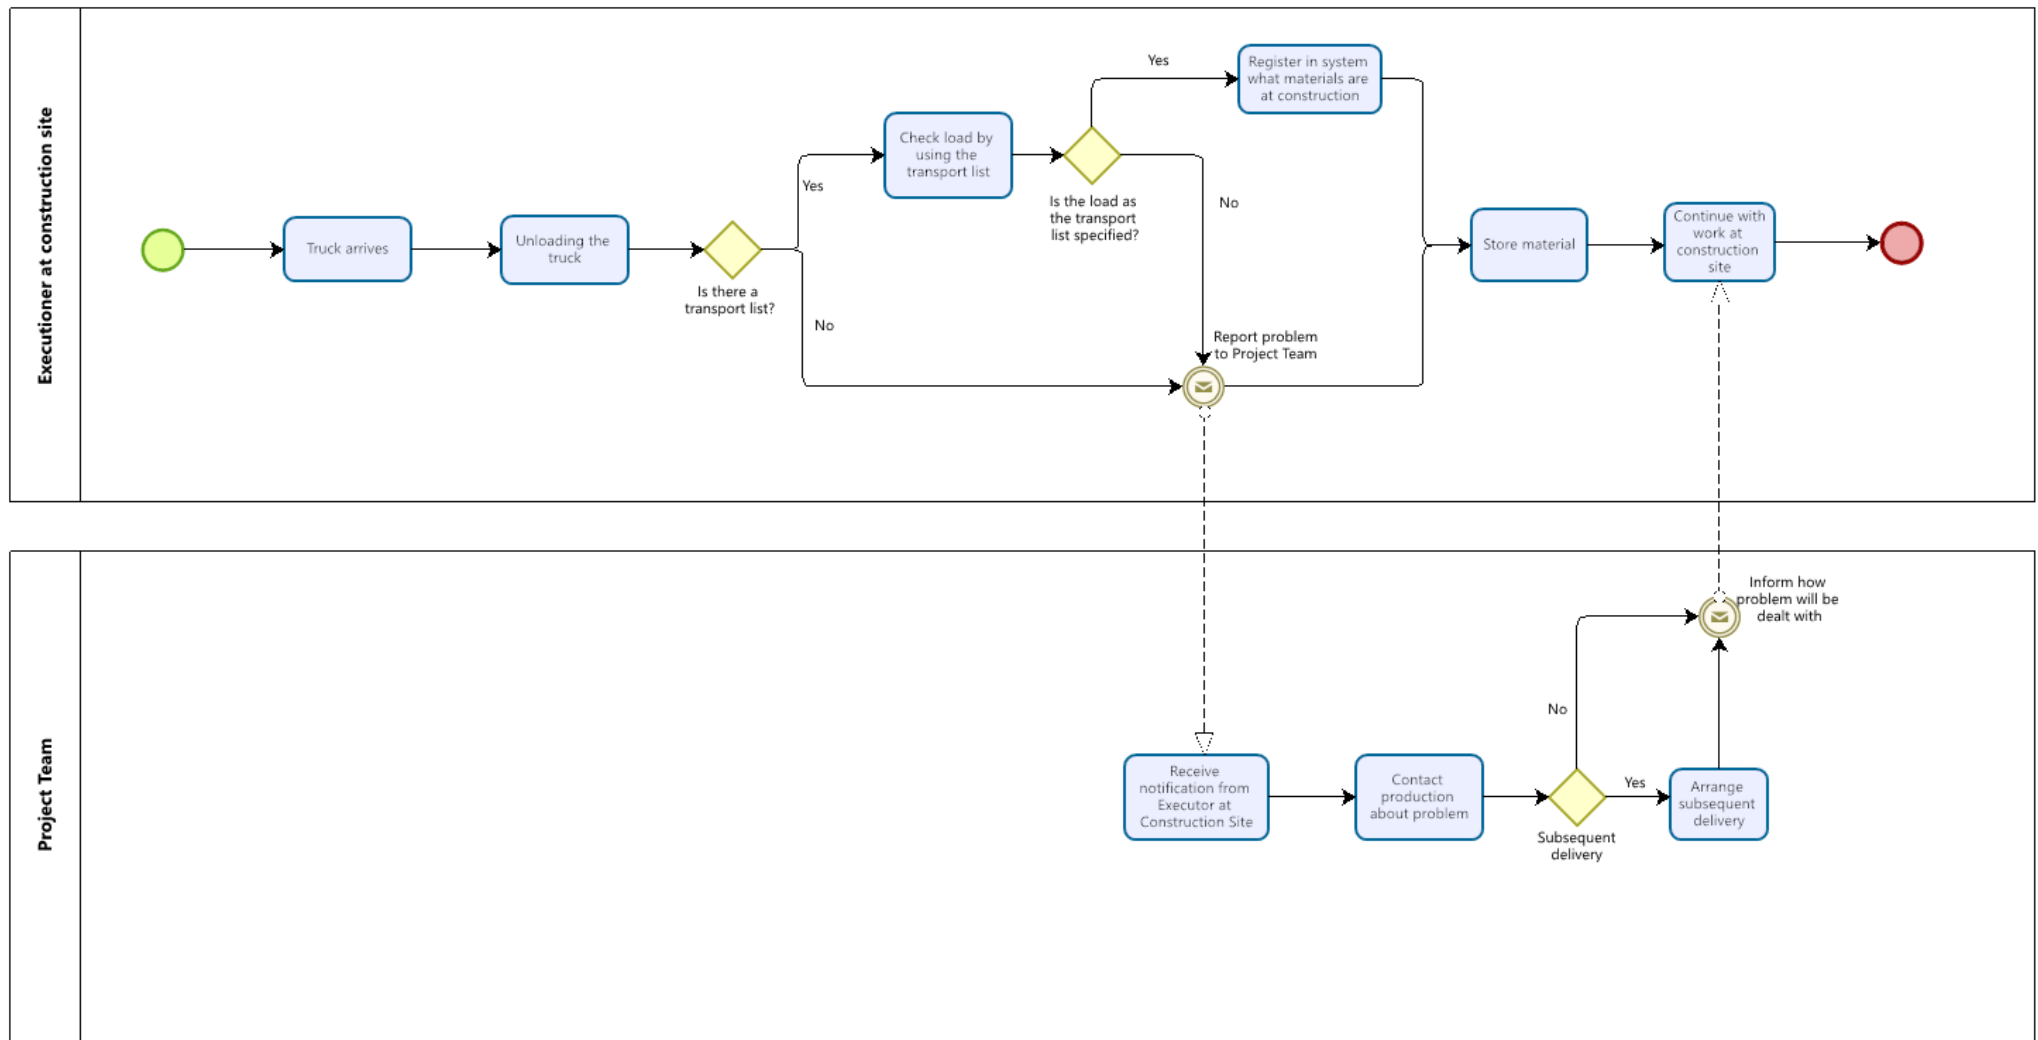 Executioner at construction site
Truck arrives
Unloading the
truck
Is there a
transport list?
Yes
No
Check load by
using the
transport list
Is the load as
the transport
list specified?
Yes
No
Register in system
what materials are
at construction
Report problem
to Project Team
Store material
Continue with
work at
construction
site
Project Team
Receive
notification from
Executor at
Construction Site
Contact
production
about problem
Subsequent
delivery
No
Yes
Arrange
subsequent
delivery
Inform how
problem will be
dealt with